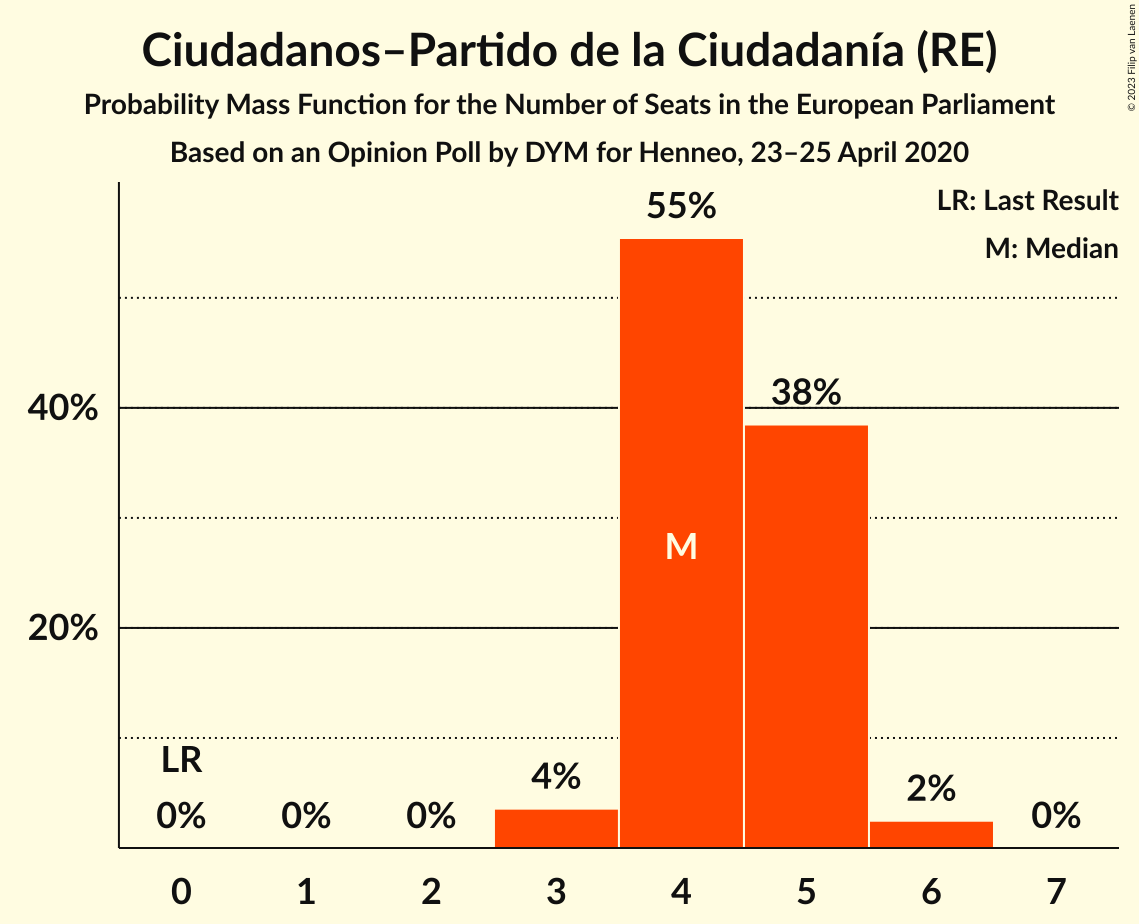 Ciudadanos–Partido de la Ciudadanía (RE)
Probability Mass Function for the Number of Seats in the European Parliament
Based on an Opinion Poll by DYM for Henneo, 23–25 April 2020
© 2023 Filip van Laenen
LR: Last Result
M: Median
55%
38%
40%
M
20%
LR
4%
2%
0%
0%
0%
0%
0 1 2 3 4 5 6 7